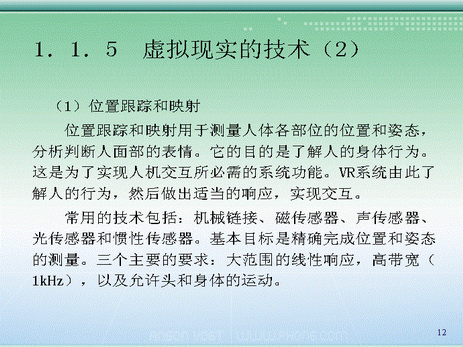 1．1．5　虚拟现实的技术（2）
（1）位置跟踪和映射
位置跟踪和映射用于测量人体各部位的位置和姿态，
分析判断人面部的表情。它的目的是了解人的身体行为。
这是为了实现人机交互所必需的系统功能。VR系统由此了
解人的行为，然后做出适当的响应，实现交互。
常用的技术包括：机械链接、磁传感器、声传感器、
光传感器和惯性传感器。基本目标是精确完成位置和姿态
的测量。三个主要的要求：大范围的线性响应，高带宽（
1kHz），以及允许头和身体的运动。
12